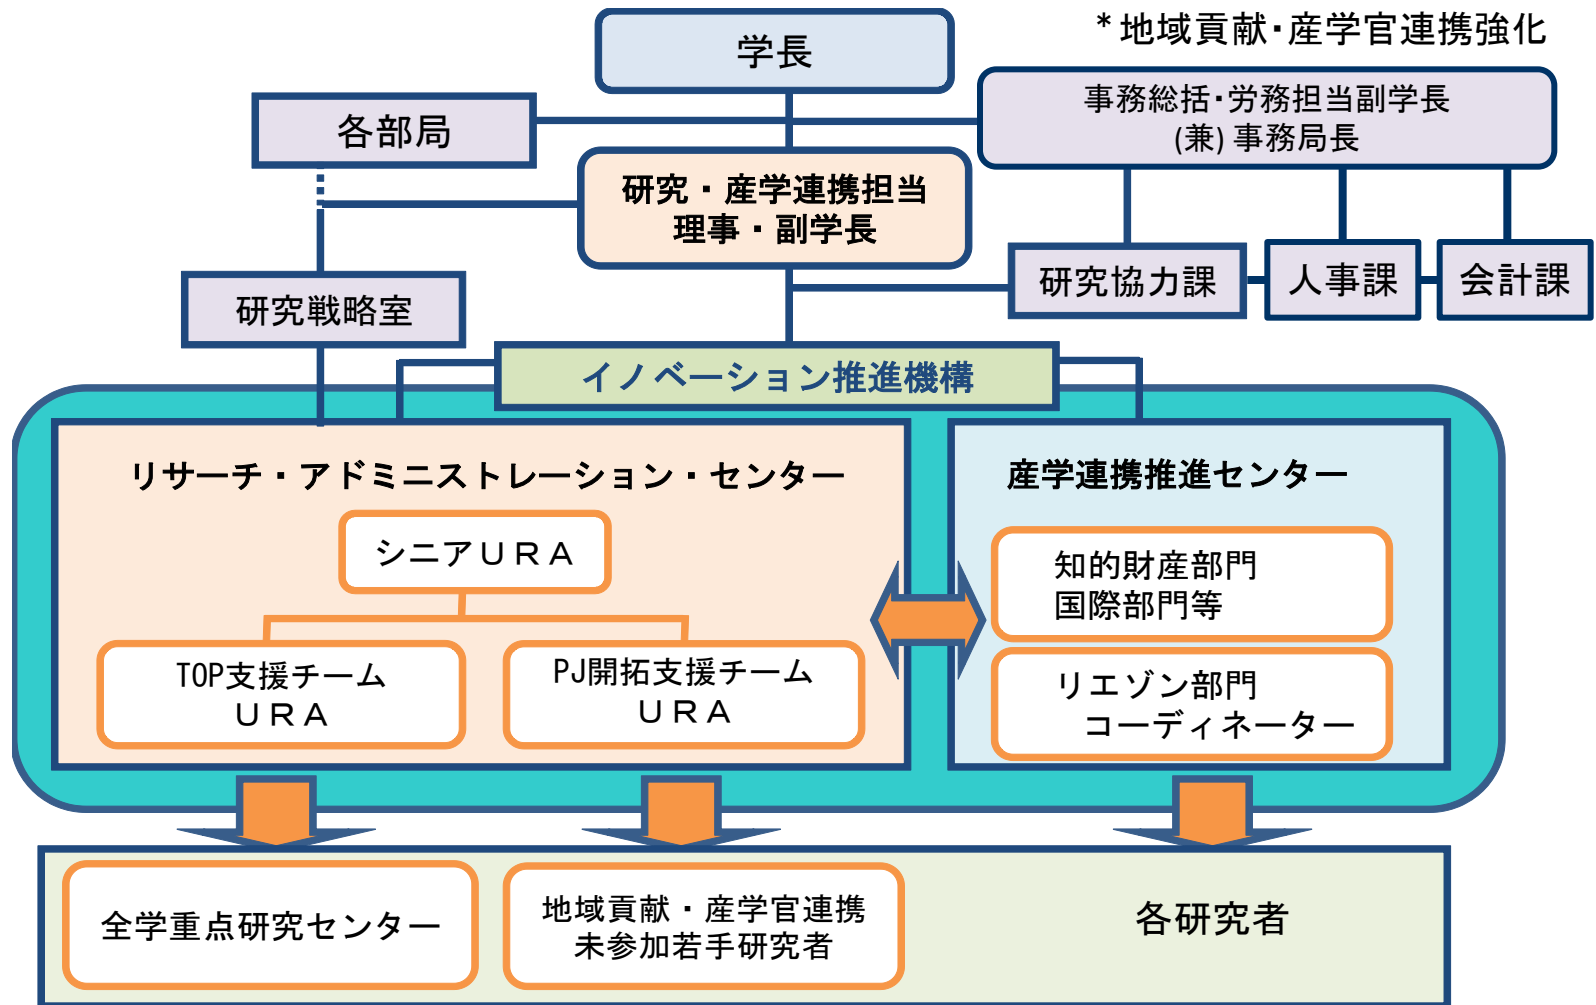 学長
*地域貢献・産学官連携強化
事務総括・労務担当副学長
(兼)事務局長
各部局
研究・産学連携担当
理事・副学長
研究協力課
人事課
会計課
研究戦略室
イノベーション推進機構
リサーチ・アドミニストレーション・センター
シニアＵＲＡ
TOP支援チーム
ＵＲＡ
PJ開拓支援チーム
ＵＲＡ
産学連携推進センター
知的財産部門
国際部門等
リエゾン部門
コーディネーター
全学重点研究センター
地域貢献・産学官連携
未参加若手研究者
各研究者